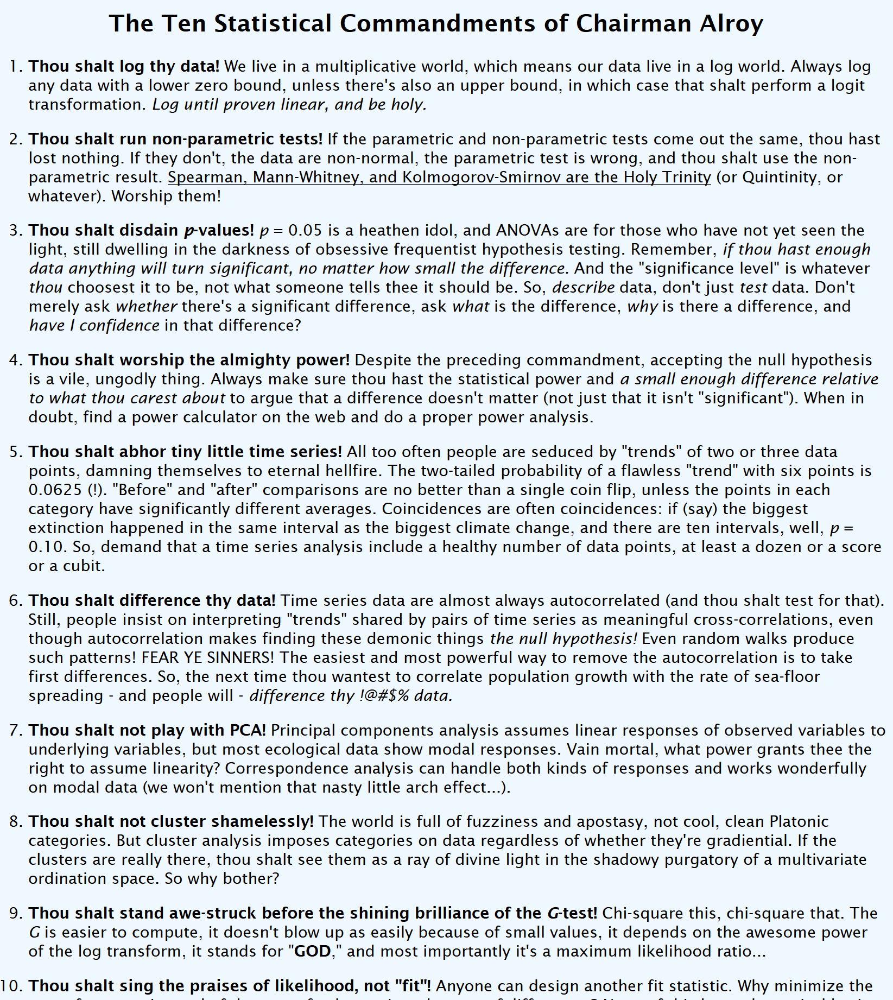 The Ten Statistical Commandments of Chairman Alroy
1. Thou shalt log thy data! We live in a multiplicative world, which means our data live in a log world. Always log
any data with a lower zero bound, unless there's also an upper bound, in which case that shalt perform a logit
transformation. Log until proven linear, and be holy.
2. Thou shalt run non-parametric tests! If the parametric and non-parametric tests come out the same, thou hast
lost nothing. If they don't, the data are non-normal, the parametric test is wrong, and thou shalt use the non-
parametric result. Spearman, Mann-Whitney, and Kolmogorov-Smirnov are the Holy Trinity (or Quintinity, or
whatever). Worship them!
3. Thou shalt disdain p-values! p = 0.05 is a heathen idol, and ANOVAs are for those who have not yet seen the
light, still dwelling in the darkness of obsessive frequentist hypothesis testing. Remember, if thou hast enough
data anything will turn significant, no matter how small the difference. And the "significance level" is whatever
thou choosest it to be, not what someone tells thee it should be. So, describe data, don't just test data. Don't
merely ask whether there's a significant difference, ask what is the difference, why is there a difference, and
have I confidence in that difference?
4. Thou shalt worship the almighty power! Despite the preceding commandment, accepting the null hypothesis
is a vile, ungodly thing. Always make sure thou hast the statistical power and a small enough difference relative
to what thou carest about to argue that a difference doesn't matter (not just that it isn't "significant"). When in
doubt, find a power calculator on the web and do a proper power analysis.
5. Thou shalt abhor tiny little time series! All too often people are seduced by "trends" of two or three data
points, damning themselves to eternal hellfire. The two-tailed probability of a flawless "trend" with six points is
0.0625 (!). "Before" and "after" comparisons are no better than a single coin flip, unless the points in each
category have significantly different averages. Coincidences are often coincidences: if (say) the biggest
extinction happened in the same interval as the biggest climate change, and there are ten intervals, well, p =
0.10. So, demand that a time series analysis include a healthy number of data points, at least a dozen or a score
or a cubit.
6. Thou shalt difference thy data! Time series data are almost always autocorrelated (and thou shalt test for that).
Still, people insist on interpreting "trends" shared by pairs of time series as meaningful cross-correlations, even
though autocorrelation makes finding these demonic things the null hypothesis! Even random walks produce
such patterns! FEAR YE SINNERS! The easiest and most powerful way to remove the autocorrelation is to take
first differences. So, the next time thou wantest to correlate population growth with the rate of sea-floor
spreading - and people will - difference thy !@#$% data.
7. Thou shalt not play with PCA! Principal components analysis assumes linear responses of observed variables to
underlying variables, but most ecological data show modal responses. Vain mortal, what power grants thee the
right to assume linearity? Correspondence analysis can handle both kinds of responses and works wonderfully
on modal data (we won't mention that nasty little arch effect...).
8. Thou shalt not cluster shamelessly! The world is full of fuzziness and apostasy, not cool, clean Platonic
categories. But cluster analysis imposes categories on data regardless of whether they're gradiential. If the
clusters are really there, thou shalt see them as a ray of divine light in the shadowy purgatory of a multivariate
ordination space. So why bother?
9. Thou shalt stand awe-struck before the shining brilliance of the G-test! Chi-square this, chi-square that. The
G is easier to compute, it doesn't blow up as easily because of small values, it depends on the awesome power
of the log transform, it stands for "GOD," and most importantly it's a maximum likelihood ratio...
10. Thou shalt sing the praises of likelihood, not "fit"! Anyone can design another fit statistic. Why minimize the